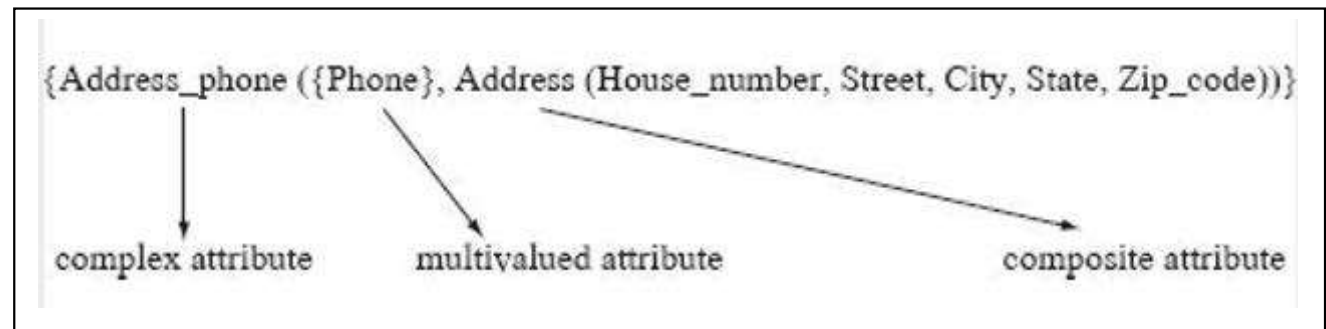 {Address_phone ({Phone}, Address (House_number, Street, City, State, Zip_code))}
complex attribute multivalued attribute composite attribute